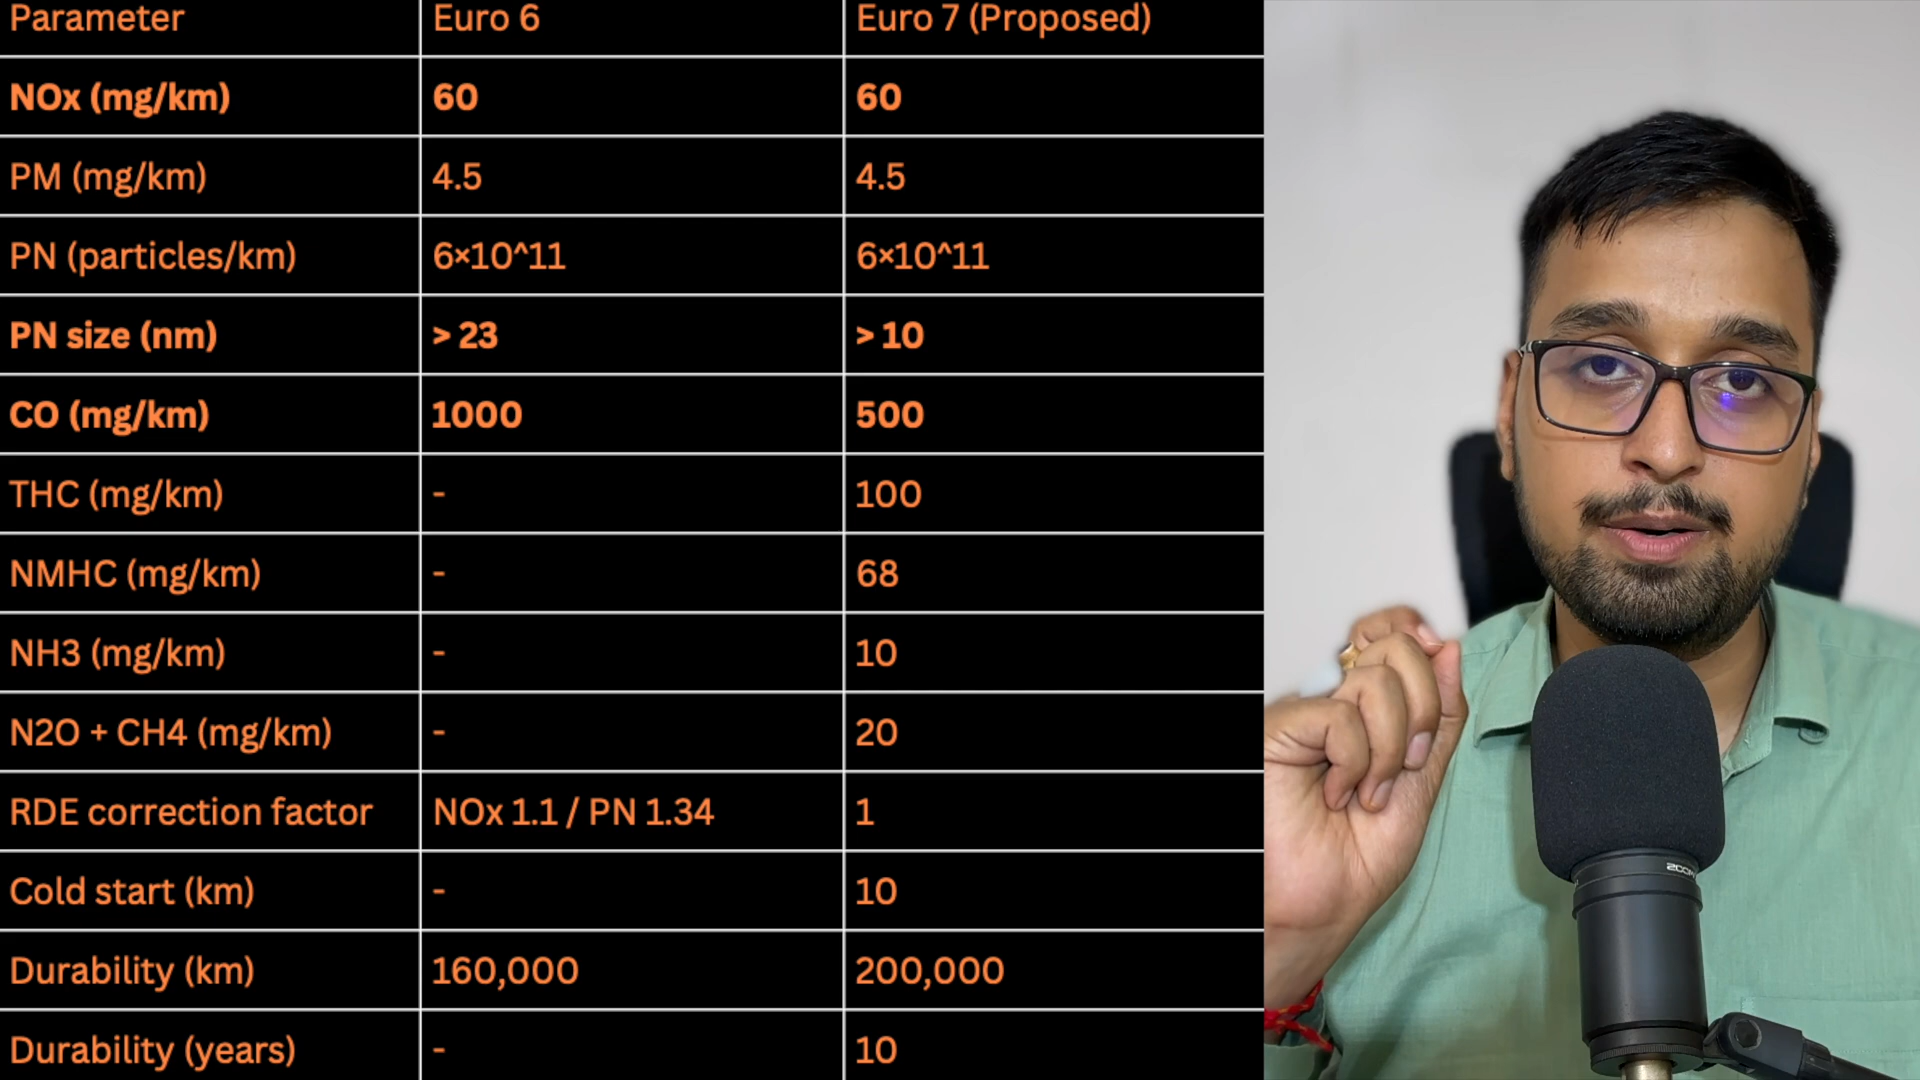 Parameter Euro 6 Euro 7 (Proposed)
NOx (mg/km) 60 60
PM (mg/km) 4.5 4.5
PN (particles/km) 6×10^11 6×10^11
PN size (nm) > 23 > 10
CO (mg/km) 1000 500
THC (mg/km) - 100
NMHC (mg/km) - 68
NH3 (mg/km) - 10
N2O + CH4 (mg/km) - 20
RDE correction factor NOx 1.1 / PN 1.34 1
Cold start (km) - 10
Durability (km) 160,000 200,000
Durability (years) - 10
ZOOM